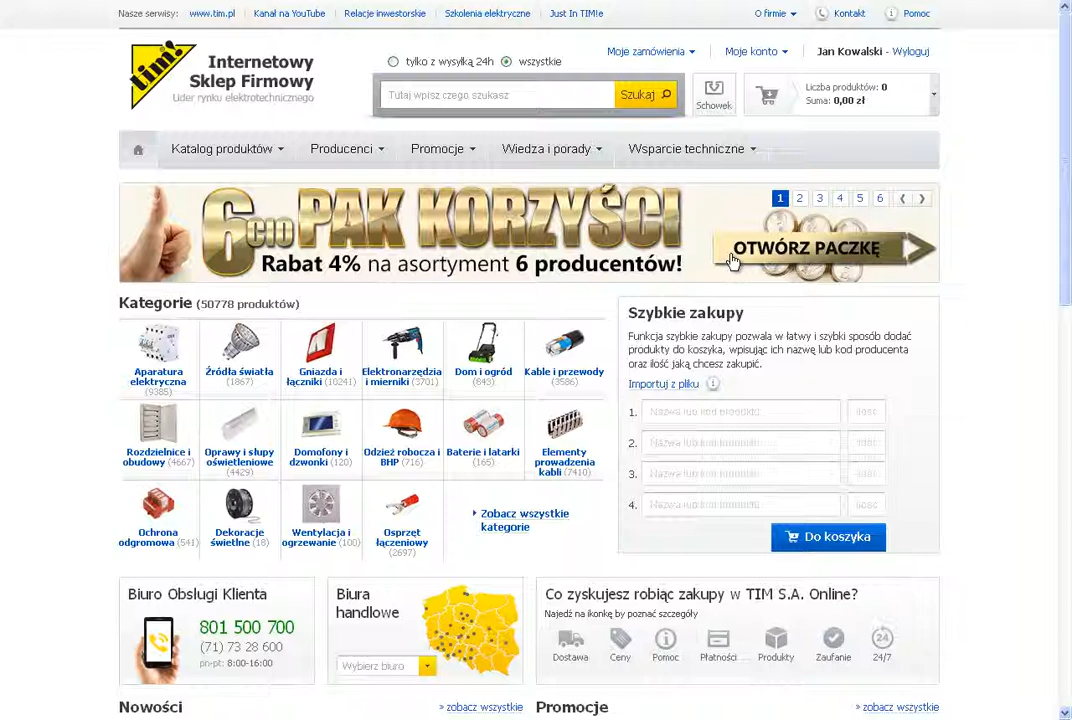 Nasze serwisy: www.tim.pl Kanał na YouTube Relacje inwestorskie Szkolenia elektryczne Just In TIM!e O firmie Kontakt Pomoc
Moje zamówienia Moje konto Jan Kowalski - Wyloguj
tim!
Internetowy
Sklep Firmowy
Lider rynku elektrotechnicznego
tylko z wysyłką 24h wszystkie
Tutaj wpisz czego szukasz Szukaj
Schowek
Liczba produktów: 0
Suma: 0,00 zł
Katalog produktów Producenci Promocje Wiedza i porady Wsparcie techniczne
6CIO PAK KORZYŚCI
Rabat 4% na asortyment 6 producentów!
1 2 3 4 5 6
OTWÓRZ PACZKĘ
Kategorie (50778 produktów)
Aparatura elektryczna (9385)
Źródła światła (1867)
Gniazda i łączniki (10241)
Elektronarzędzia i mierniki (3701)
Dom i ogród (843)
Kable i przewody (3586)
Rozdzielnice i obudowy (4667)
Oprawy i słupy oświetleniowe (4429)
Domofony i dzwonki (120)
Odzież robocza i BHP (716)
Baterie i latarki (165)
Elementy prowadzenia kabli (7410)
Ochrona odgromowa (541)
Dekoracje świetlne (18)
Wentylacja i ogrzewanie (100)
Osprzęt łączeniowy (2697)
Zobacz wszystkie kategorie
Szybkie zakupy
Funkcja szybkie zakupy pozwala w łatwy i szybki sposób dodać
produkty do koszyka, wpisując ich nazwę lub kod producenta
oraz ilość jaką chcesz zakupić.
Importuj z pliku
1. Nazwa lub kod produktu Ilość
2. Nazwa lub kod produktu Ilość
3. Nazwa lub kod produktu Ilość
4. Nazwa lub kod produktu Ilość
Do koszyka
Biuro Obsługi Klienta
801 500 700
(71) 73 28 600
pn-pt: 8:00-16:00
Biura
handlowe
Wybierz biuro
Co zyskujesz robiąc zakupy w TIM S.A. Online?
Najedź na ikonkę by poznać szczegóły
24
Dostawa Ceny Pomoc Płatności Produkty Zaufanie 24/7
Nowości » zobacz wszystkie
Promocje » zobacz wszystkie